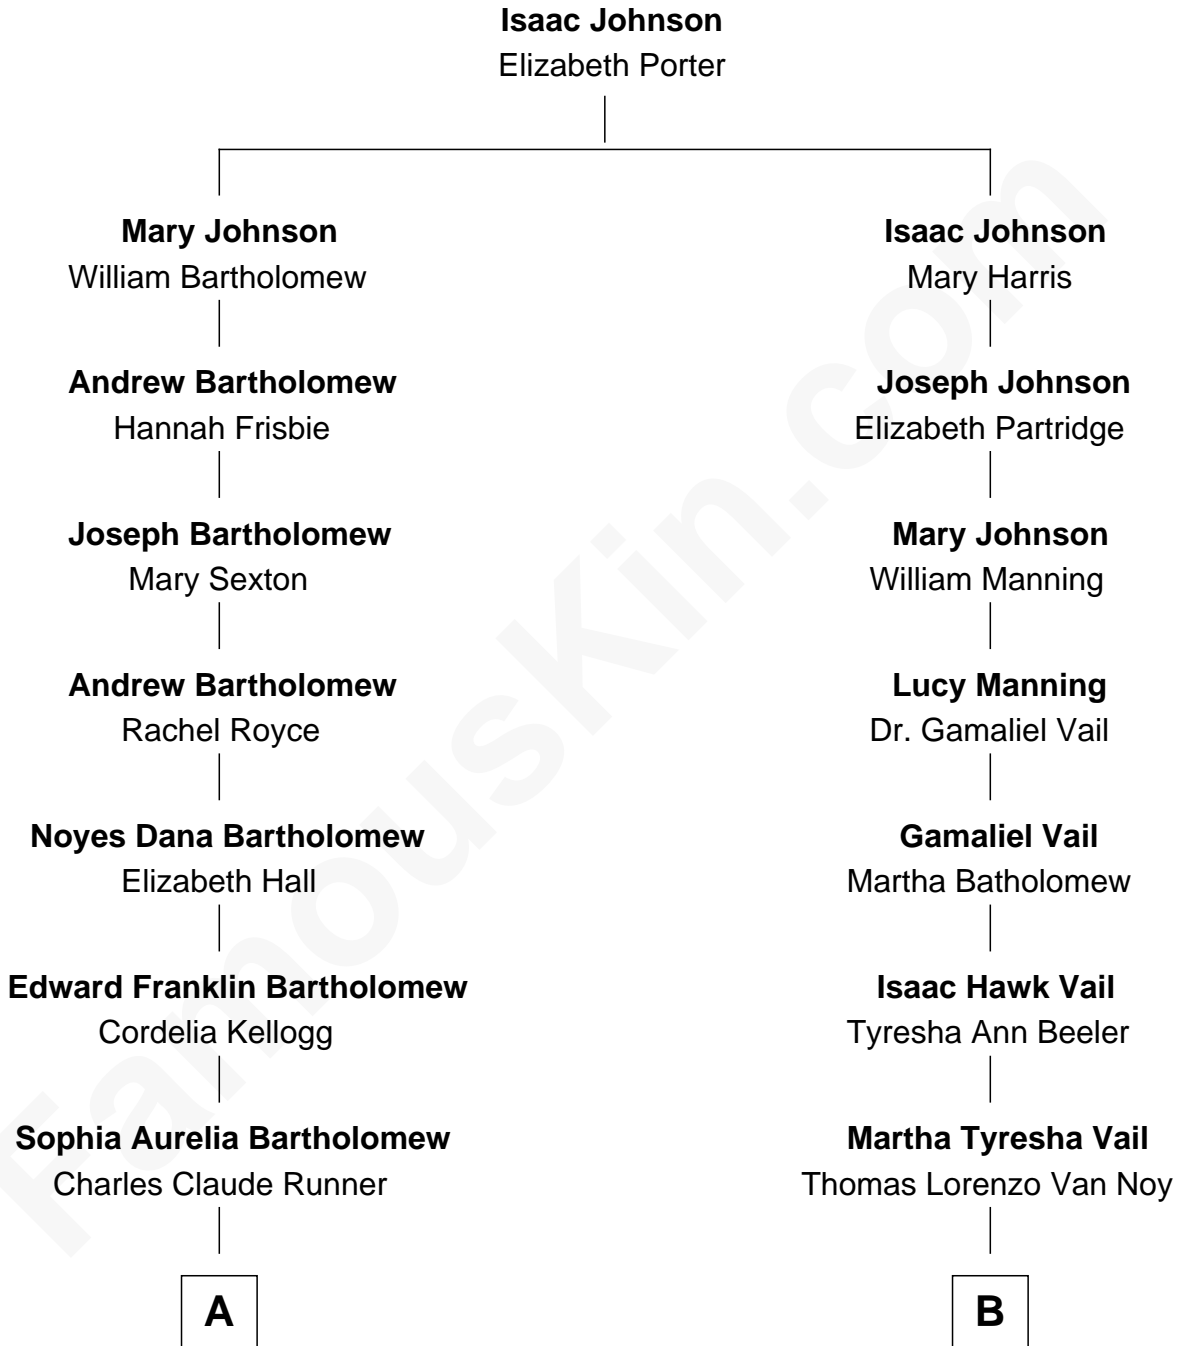 Isaac Johnson
Elizabeth Porter
Mary Johnson
William Bartholomew
Isaac Johnson
Mary Harris
Andrew Bartholomew
Hannah Frisbie
Joseph Johnson
Elizabeth Partridge
Joseph Bartholomew
Mary Sexton
Mary Johnson
William Manning
Andrew Bartholomew
Rachel Royce
Lucy Manning
Dr. Gamaliel Vail
Noyes Dana Bartholomew
Elizabeth Hall
Gamaliel Vail
Martha Batholomew
Edward Franklin Bartholomew
Cordelia Kellogg
Isaac Hawk Vail
Tyresha Ann Beeler
Sophia Aurelia Bartholomew
Charles Claude Runner
Martha Tyresha Vail
Thomas Lorenzo Van Noy
A
B
FamousKin.com